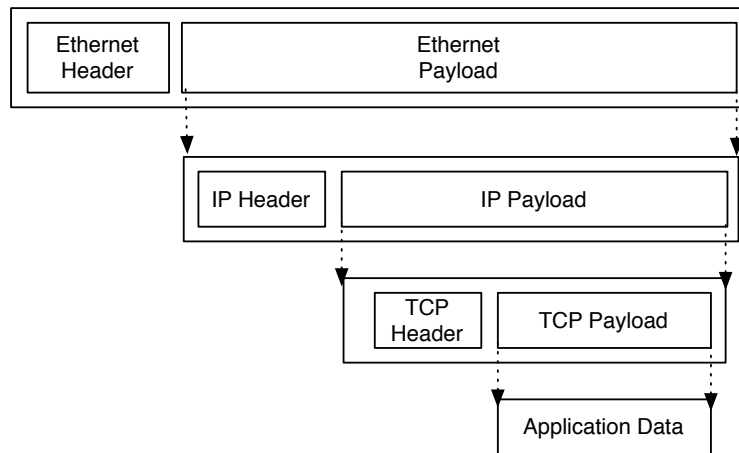 Ethernet
Header
Ethernet
Payload
IP Header
IP Payload
TCP
Header
TCP Payload
Application Data